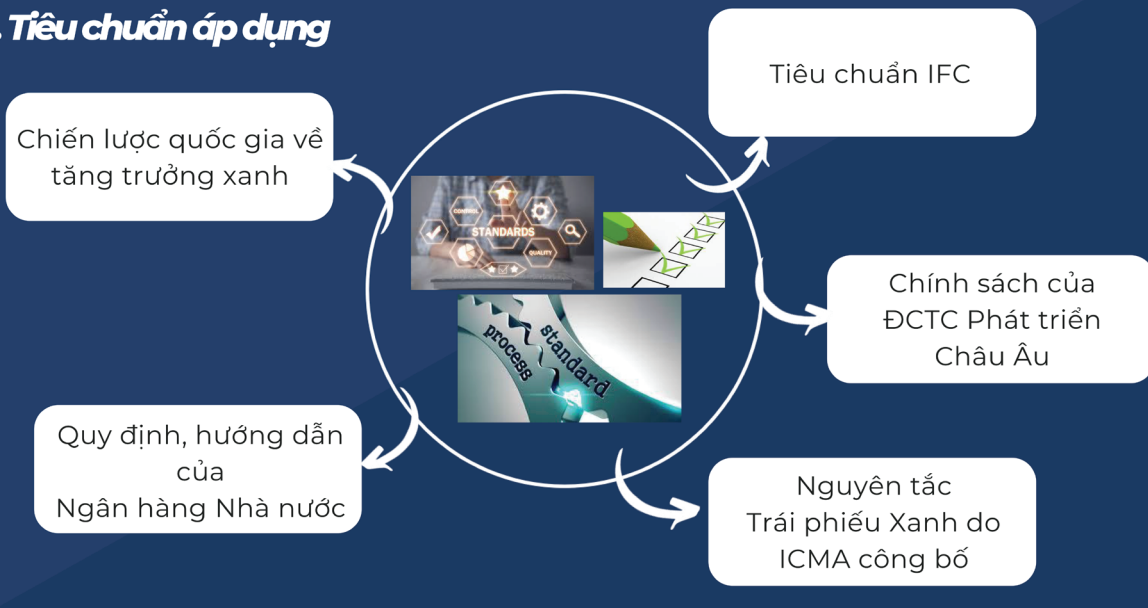 . Tiêu chuẩn áp dụng
Tiêu chuẩn IFC
Chiến lược quốc gia về
tăng trưởng xanh
CONTROL
STANDARDS
QUALITY
process
standard
Chính sách của
ĐCTC Phát triển
Châu Âu
Quy định, hướng dẫn
của
Ngân hàng Nhà nước
Nguyên tắc
Trái phiếu Xanh do
ICMA công bố